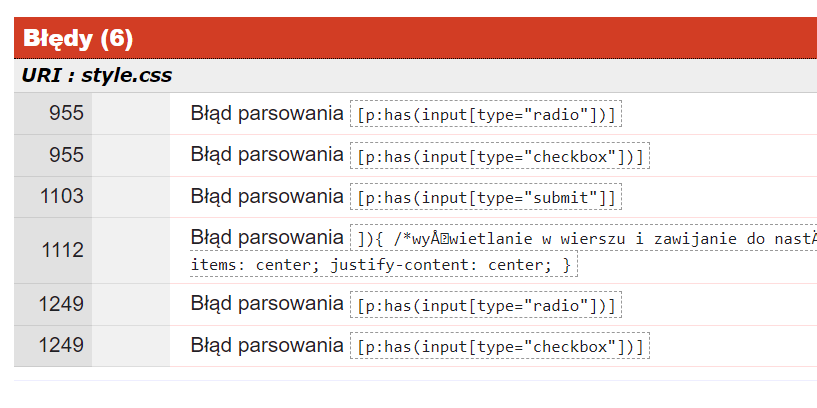 Błędy (6)
URI : style.css
955 Błąd parsowania [p:has(input[type="radio"])]
955 Błąd parsowania [p:has(input[type="checkbox"])]
1103 Błąd parsowania [p:has(input[type="submit"]]
1112 Błąd parsowania ]){ /*wyÅ�wietlanie w wierszu i zawijanie do nastÄ
items: center; justify-content: center; }
1249 Błąd parsowania [p:has(input[type="radio"])]
1249 Błąd parsowania [p:has(input[type="checkbox"])]